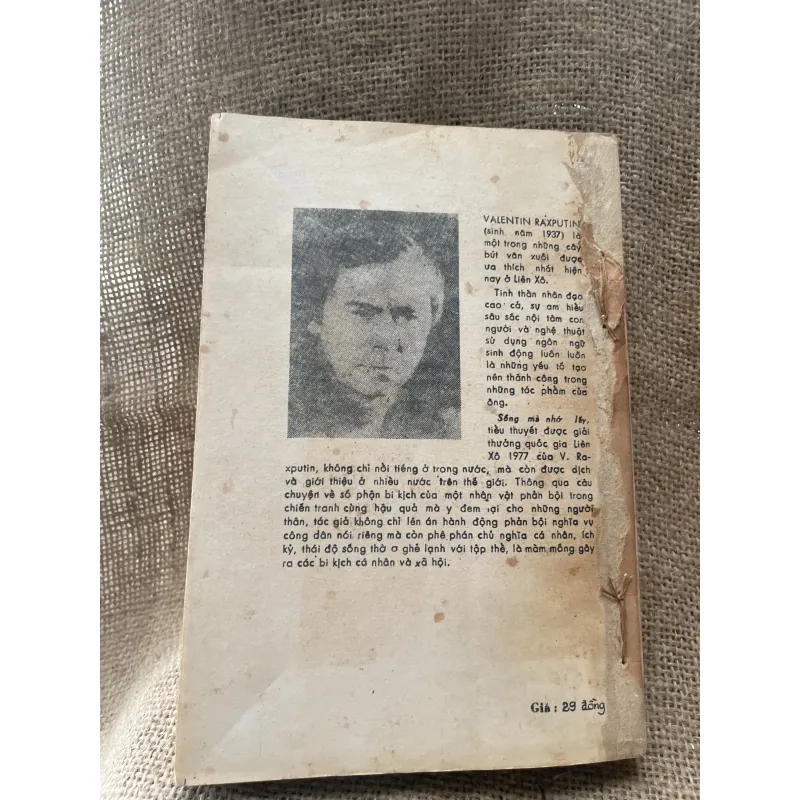 VALENTIN RAXPUTIN
(sinh năm 1937) là
một trong những cây
bút văn xuôi được
ưa thích nhất hiện
nay ở Liên Xô.
Tinh thần nhân đạo
cao cả, sự am hiểu
sâu sắc nội tâm con
người và nghệ thuật
sử dụng ngôn ngữ
sinh động luôn luôn
là những yếu tố tạo
nên thành công trong
những tác phẩm của
ông.
Sống mà nhớ lấy,
tiểu thuyết được giải
thưởng quốc gia Liên
Xô 1977 của V. Ra-
xputin, không chỉ nổi tiếng ở trong nước, mà còn được dịch
và giới thiệu ở nhiều nước trên thế giới. Thông qua câu
chuyện về số phận bi kịch của một nhân vật phản bội trong
chiến tranh cùng hậu quả mà y đem lại cho những người
thân, tác giả không chỉ lên án hành động phản bội nghĩa vụ
công dân nói riêng mà còn phê phán chủ nghĩa cá nhân, ích
kỷ, thái độ sống thờ ơ ghẻ lạnh với tập thể, là mầm mống gây
ra các bi kịch cá nhân và xã hội.
Giá : 29 đồng